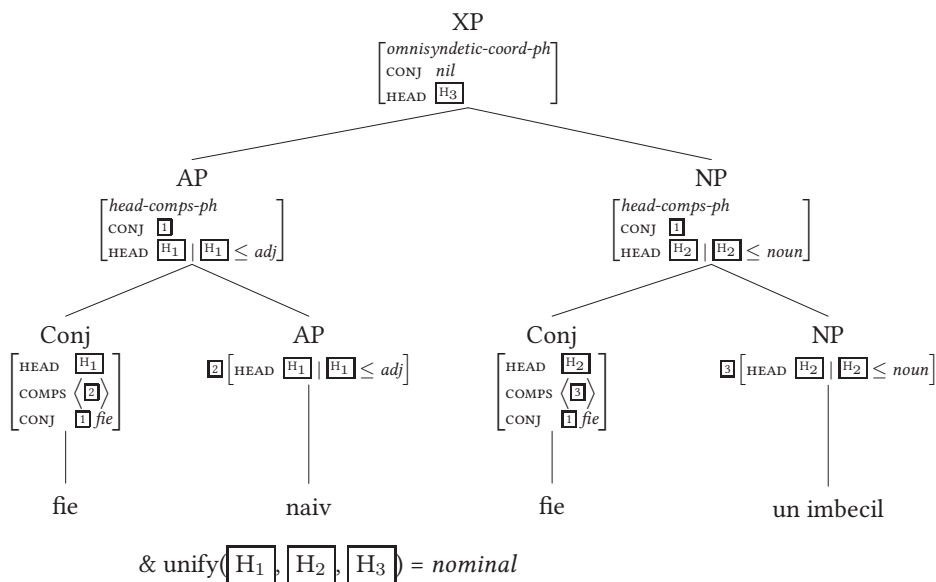 XP
omnisyndetic-coord-ph
CONJ nil
HEAD H3
AP NP
head-comps-ph head-comps-ph
CONJ 1 CONJ 1
HEAD H1 | H1 ≤ adj HEAD H2 | H2 ≤ noun
Conj AP Conj NP
HEAD H1 2 [HEAD H1 | H1 ≤ adj] HEAD H2 3 [HEAD H2 | H2 ≤ noun]
COMPS ⟨2⟩ COMPS ⟨3⟩
CONJ 1 fie CONJ 1 fie
fie naiv fie un imbecil
& unify(H1, H2, H3) = nominal